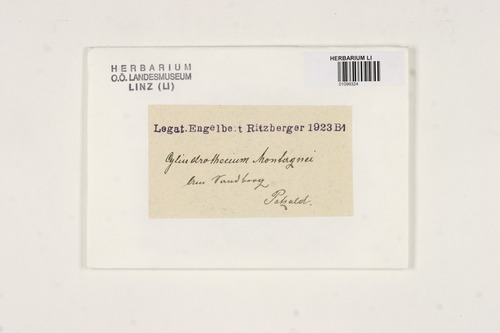 HERBARIUM
O.Ö. LANDESMUSEUM
LINZ (LI)
HERBARIUM LI
Legat. Engelbert Ritzberger 1923 B1
Cylindrothecium Montagnei
Petzold.